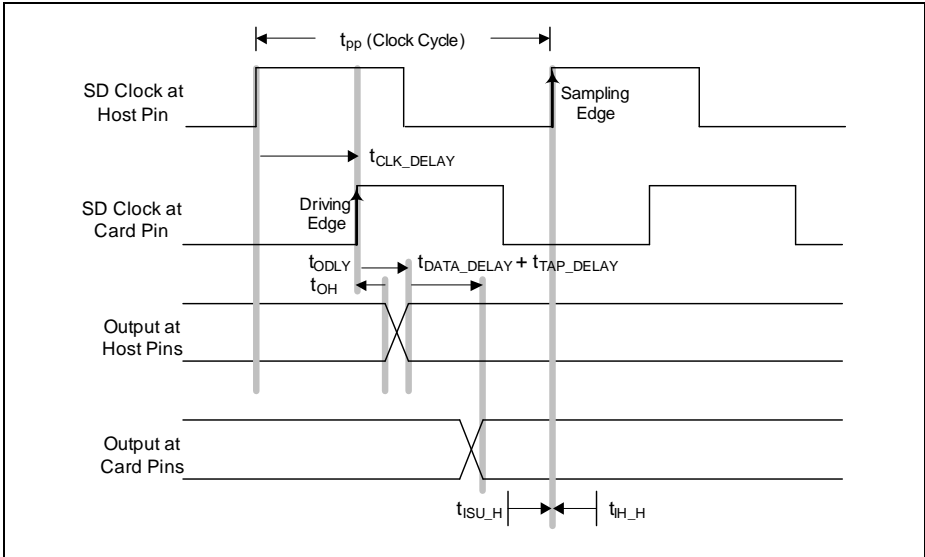 tpp (Clock Cycle)
SD Clock at
Host Pin
Sampling
Edge
tCLK_DELAY
SD Clock at
Card Pin
Driving
Edge
tODLY
tDATA_DELAY + tTAP_DELAY
tOH
Output at
Host Pins
Output at
Card Pins
tISU_H
tIH_H